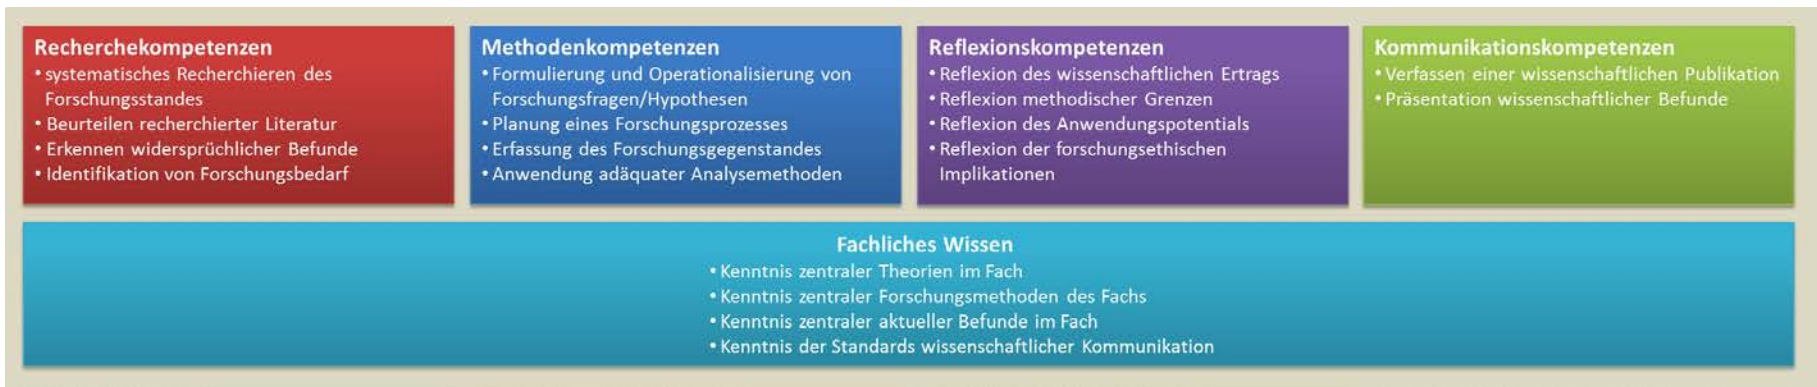 Recherchekompetenzen
• systematisches Recherchieren des
Forschungsstandes
• Beurteilen recherchierter Literatur
• Erkennen widersprüchlicher Befunde
• Identifikation von Forschungsbedarf
Methodenkompetenzen
• Formulierung und Operationalisierung von
Forschungsfragen/Hypothesen
• Planung eines Forschungsprozesses
• Erfassung des Forschungsgegenstandes
• Anwendung adäquater Analysemethoden
Reflexionskompetenzen
• Reflexion des wissenschaftlichen Ertrags
• Reflexion methodischer Grenzen
• Reflexion des Anwendungspotentials
• Reflexion der forschungsethischen
Implikationen
Kommunikationskompetenzen
• Verfassen einer wissenschaftlichen Publikation
• Präsentation wissenschaftlicher Befunde
Fachliches Wissen
• Kenntnis zentraler Theorien im Fach
• Kenntnis zentraler Forschungsmethoden des Fachs
• Kenntnis zentraler aktueller Befunde im Fach
• Kenntnis der Standards wissenschaftlicher Kommunikation